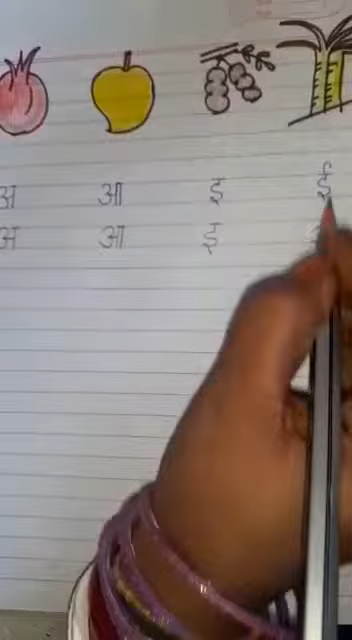 अ आ इ ई
अ आ इ